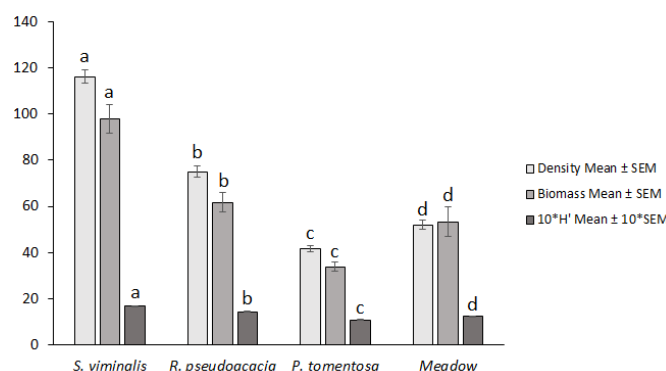 140
120
100
80
60
40
20
0
a
a
a
b
b
b
c
c
c
d
d
d
S. viminalis
R. pseudoacacia
P. tomentosa
Meadow
Density Mean ± SEM
Biomass Mean ± SEM
10*H' Mean ± 10*SEM